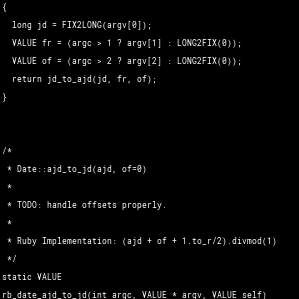 {
  long jd = FIX2LONG(argv[0]);
  VALUE fr = (argc > 1 ? argv[1] : LONG2FIX(0));
  VALUE of = (argc > 2 ? argv[2] : LONG2FIX(0));
  return jd_to_ajd(jd, fr, of);
}
/*
 * Date::ajd_to_jd(ajd, of=0)
 *
 * TODO: handle offsets properly.
 *
 * Ruby Implementation: (ajd + of + 1.to_r/2).divmod(1)
 */
static VALUE
rb_date_ajd_to_jd(int argc, VALUE * argv, VALUE self)